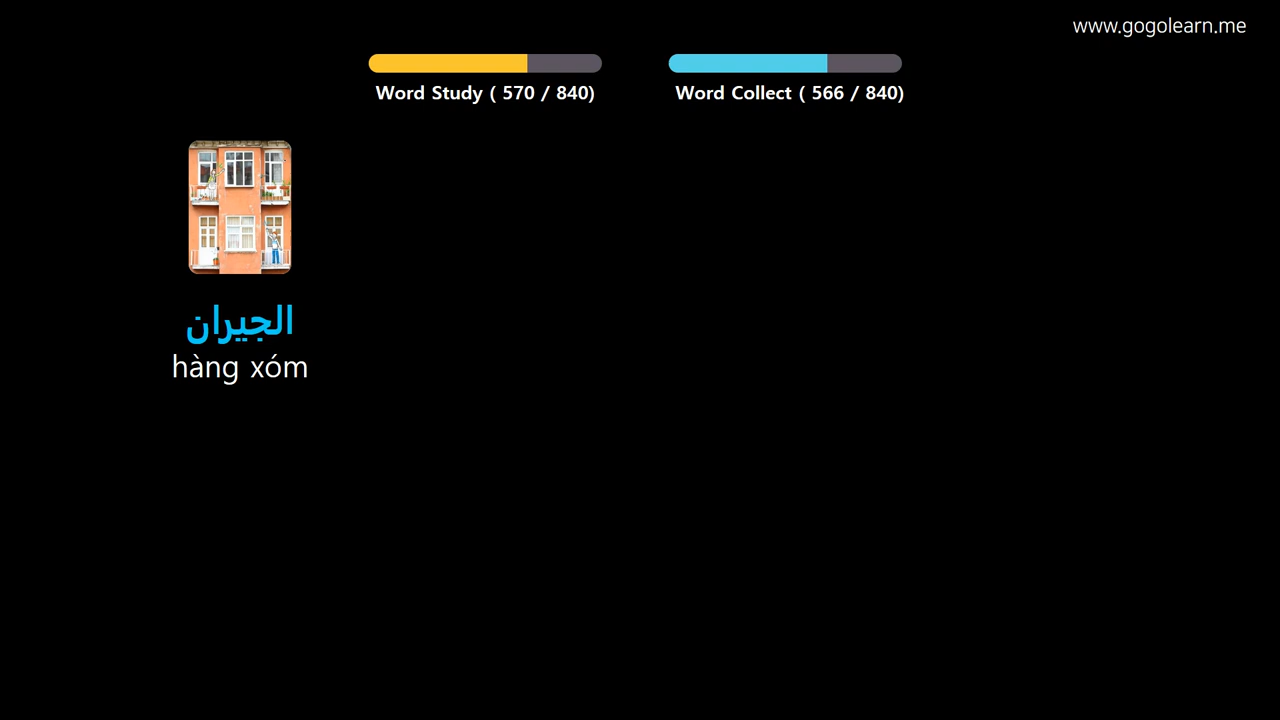 www.gogolearn.me
Word Study ( 570 / 840)
Word Collect ( 566 / 840)
الجيران
hàng xóm